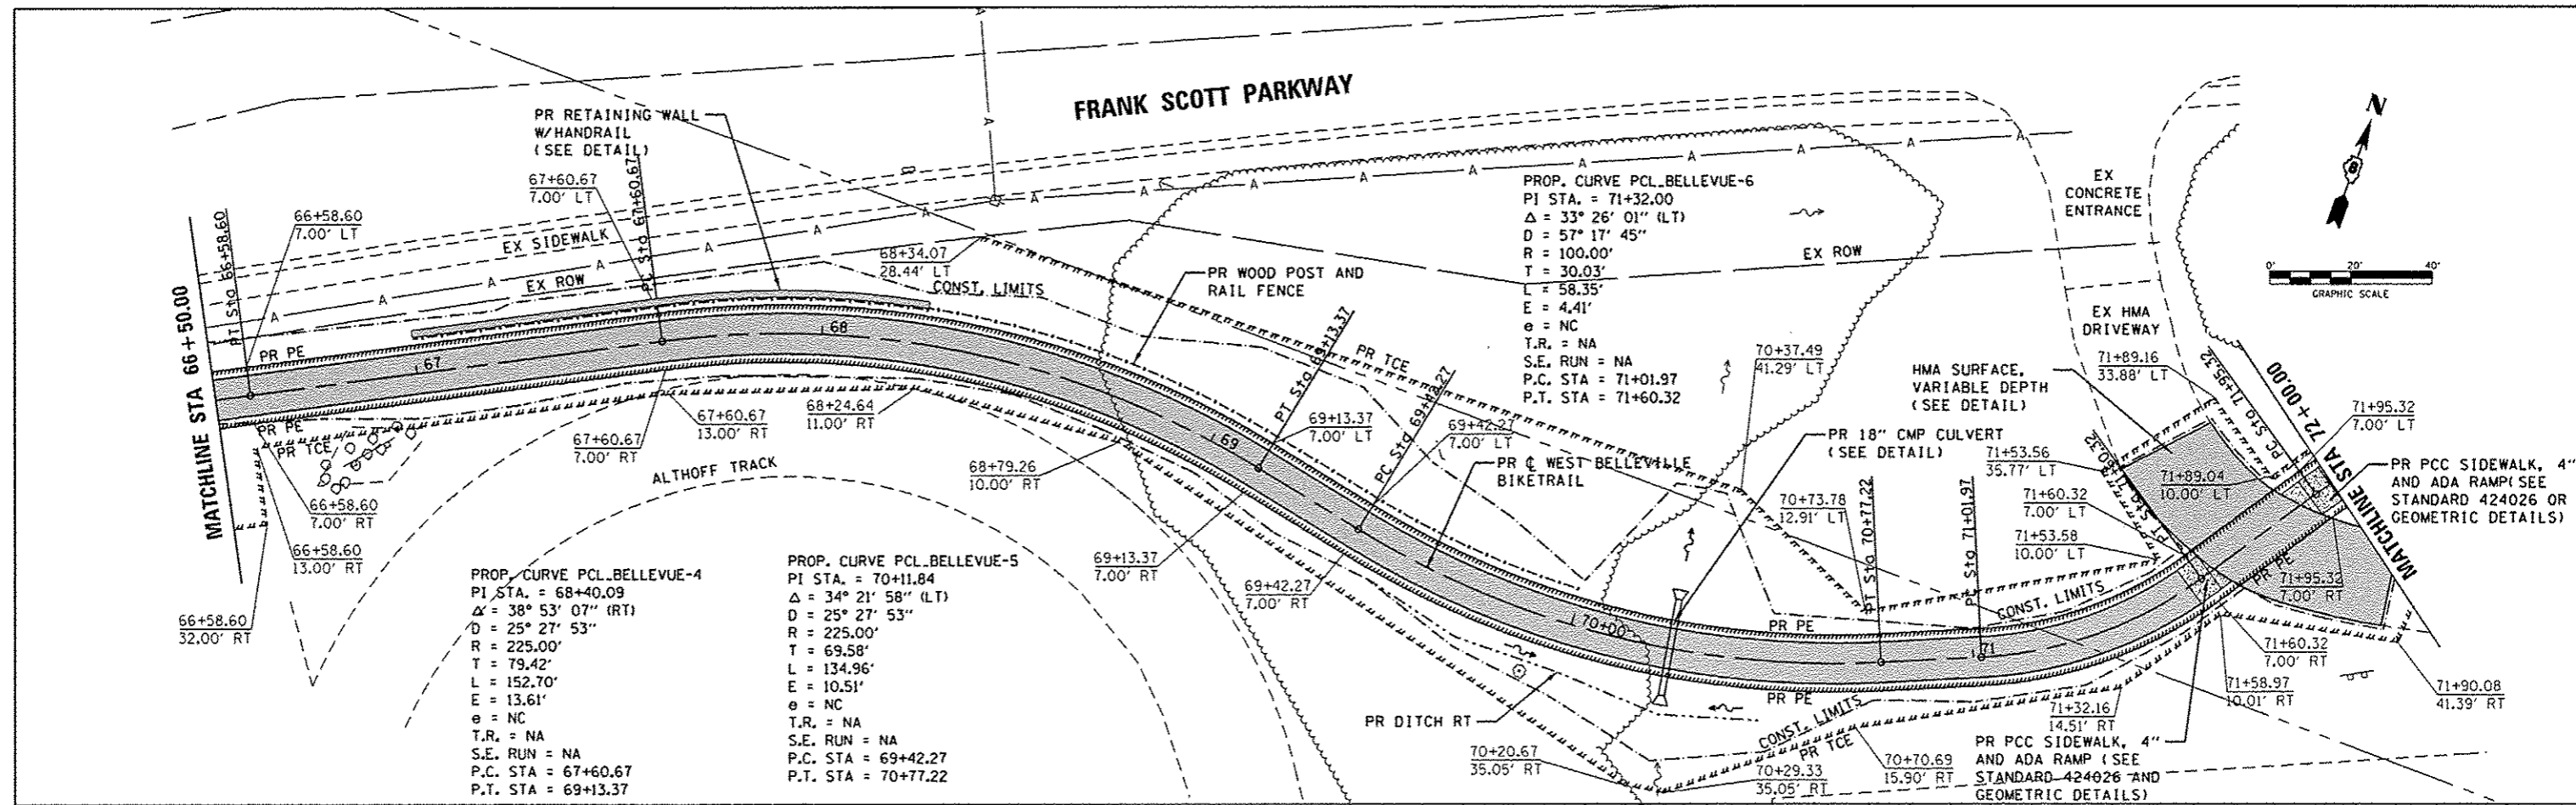 FRANK SCOTT PARKWAY
PR RETAINING WALL
W/HANDRAIL
(SEE DETAIL)
67+60.67
7.00' LT
PC Sta 67+60.67
PT Sta 66+58.60
66+58.60
7.00' LT
MATCHLINE STA 66+50.00
EX SIDEWALK
EX ROW
PR PE
67
68
68+34.07
28.44' LT
CONST. LIMITS
PR WOOD POST AND
RAIL FENCE
PR TCE
PROP. CURVE PCL_BELLEVUE-6
PI STA. = 71+32.00
Δ = 33° 26' 01" (LT)
D = 57° 17' 45"
R = 100.00'
T = 30.03'
L = 58.35'
E = 4.41'
e = NC
T.R. = NA
S.E. RUN = NA
P.C. STA = 71+01.97
P.T. STA = 71+60.32
EX
CONCRETE
ENTRANCE
EX ROW
EX HMA
DRIVEWAY
N
0' 20' 40'
GRAPHIC SCALE
PR PE
PR TCE
66+58.60
7.00' RT
66+58.60
13.00' RT
66+58.60
32.00' RT
67+60.67
7.00' RT
67+60.67
13.00' RT
68+24.64
11.00' RT
ALTHOFF TRACK
68+79.26
10.00' RT
69
PT Sta 69+13.37
69+13.37
7.00' LT
PC Sta 69+42.27
69+42.27
7.00' LT
PR ℄ WEST BELLEVILLE
BIKETRAIL
69+13.37
7.00' RT
69+42.27
7.00' RT
70+37.49
41.29' LT
PR 18" CMP CULVERT
(SEE DETAIL)
HMA SURFACE,
VARIABLE DEPTH
(SEE DETAIL)
71+89.16
33.88' LT
PC Sta 71+95.32
MATCHLINE STA 72+00.00
71+95.32
7.00' LT
PR PCC SIDEWALK, 4"
AND ADA RAMP(SEE
STANDARD 424026 OR
GEOMETRIC DETAILS)
71+53.56
35.77' LT
PT Sta 71+60.32
71+89.04
10.00' LT
71+60.32
7.00' LT
71+53.58
10.00' LT
70+73.78
12.91' LT
PT Sta 70+77.22
PT Sta 71+01.97
71+95.32
7.00' RT
PR PE
CONST. LIMITS
PR PE
70+00
71
PROP. CURVE PCL_BELLEVUE-4
PI STA. = 68+40.09
Δ = 38° 53' 07" (RT)
D = 25° 27' 53"
R = 225.00'
T = 79.42'
L = 152.70'
E = 13.61'
e = NC
T.R. = NA
S.E. RUN = NA
P.C. STA = 67+60.67
P.T. STA = 69+13.37
PROP. CURVE PCL_BELLEVUE-5
PI STA. = 70+11.84
Δ = 34° 21' 58" (LT)
D = 25° 27' 53"
R = 225.00'
T = 69.58'
L = 134.96'
E = 10.51'
e = NC
T.R. = NA
S.E. RUN = NA
P.C. STA = 69+42.27
P.T. STA = 70+77.22
PR DITCH RT
PR PE
70+20.67
35.05' RT
70+29.33
35.05' RT
CONST. LIMITS
PR TCE
70+70.69
15.90' RT
71+32.16
14.51' RT
71+58.97
10.01' RT
71+60.32
7.00' RT
71+90.08
41.39' RT
PR PCC SIDEWALK, 4"
AND ADA RAMP (SEE
STANDARD 424026 AND
GEOMETRIC DETAILS)